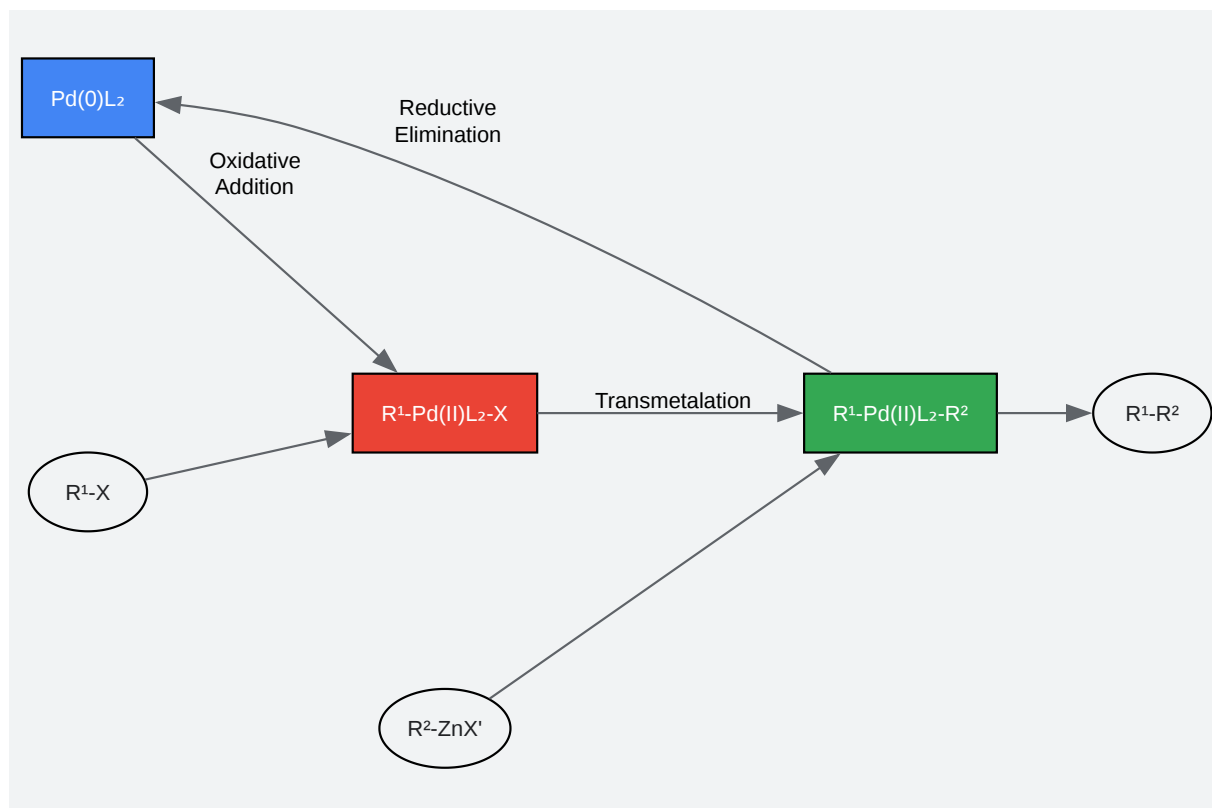 Pd(0)L₂
Reductive
Elimination
Oxidative
Addition
R¹-Pd(II)L₂-X
Transmetalation
R¹-Pd(II)L₂-R²
R¹-R²
R¹-X
R²-ZnX'